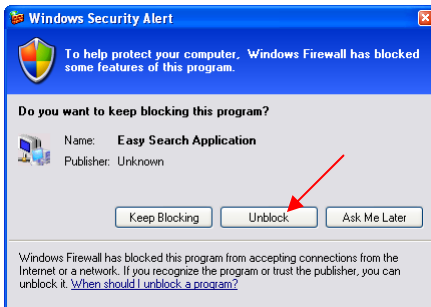 Windows Security Alert
To help protect your computer, Windows Firewall has blocked
some features of this program.
Do you want to keep blocking this program?
Name: Easy Search Application
Publisher: Unknown
Keep Blocking Unblock Ask Me Later
Windows Firewall has blocked this program from accepting connections from the
Internet or a network. If you recognize the program or trust the publisher, you can
unblock it. When should I unblock a program?